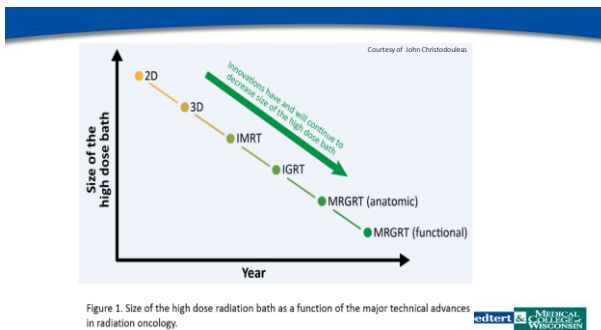 Courtesy of John Christodouleas
Size of the
high dose bath
2D
3D
IMRT
IGRT
MRGRT (anatomic)
MRGRT (functional)
Innovations have and will continue to
decrease size of the high dose bath
Year
Figure 1. Size of the high dose radiation bath as a function of the major technical advances
in radiation oncology.
edtert & MEDICAL
COLLEGE of
WISCONSIN